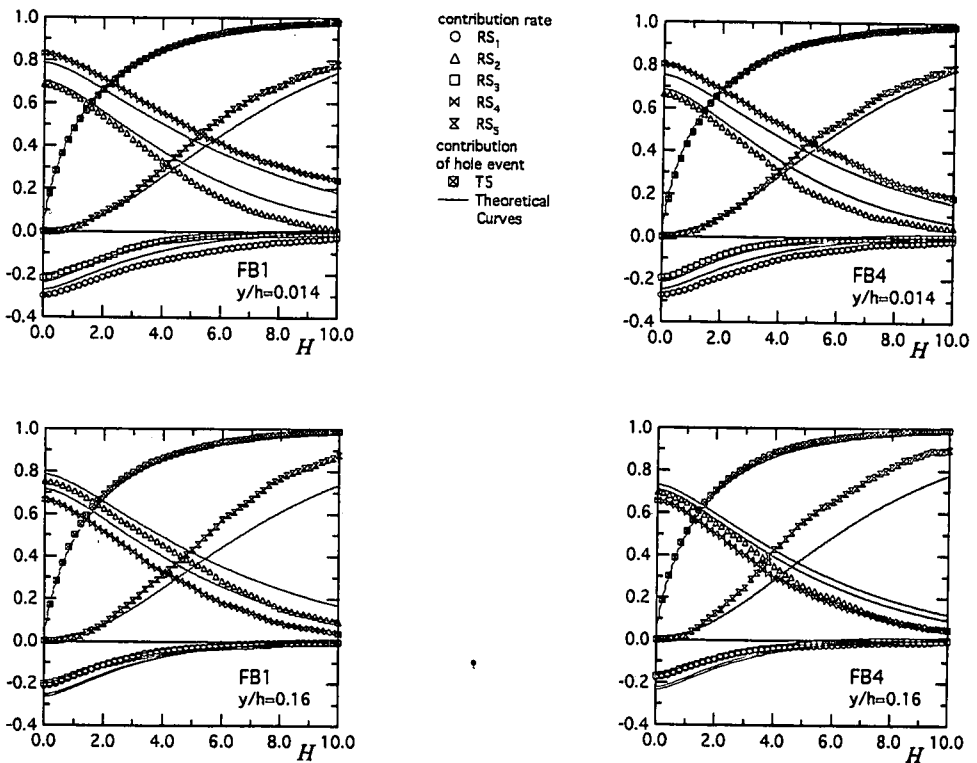 1.0
0.8
0.6
0.4
0.2
0.0
-0.2
-0.4
0.0 2.0 4.0 6.0 8.0 10.0
H
FB1
y/h=0.014
contribution rate
RS1
RS2
RS3
RS4
RS5
contribution
of hole event
TS
Theoretical
Curves
1.0
0.8
0.6
0.4
0.2
0.0
-0.2
-0.4
0.0 2.0 4.0 6.0 8.0 10.0
H
FB4
y/h=0.014
1.0
0.8
0.6
0.4
0.2
0.0
-0.2
-0.4
0.0 2.0 4.0 6.0 8.0 10.0
H
FB1
y/h=0.16
1.0
0.8
0.6
0.4
0.2
0.0
-0.2
-0.4
0.0 2.0 4.0 6.0 8.0 10.0
H
FB4
y/h=0.16